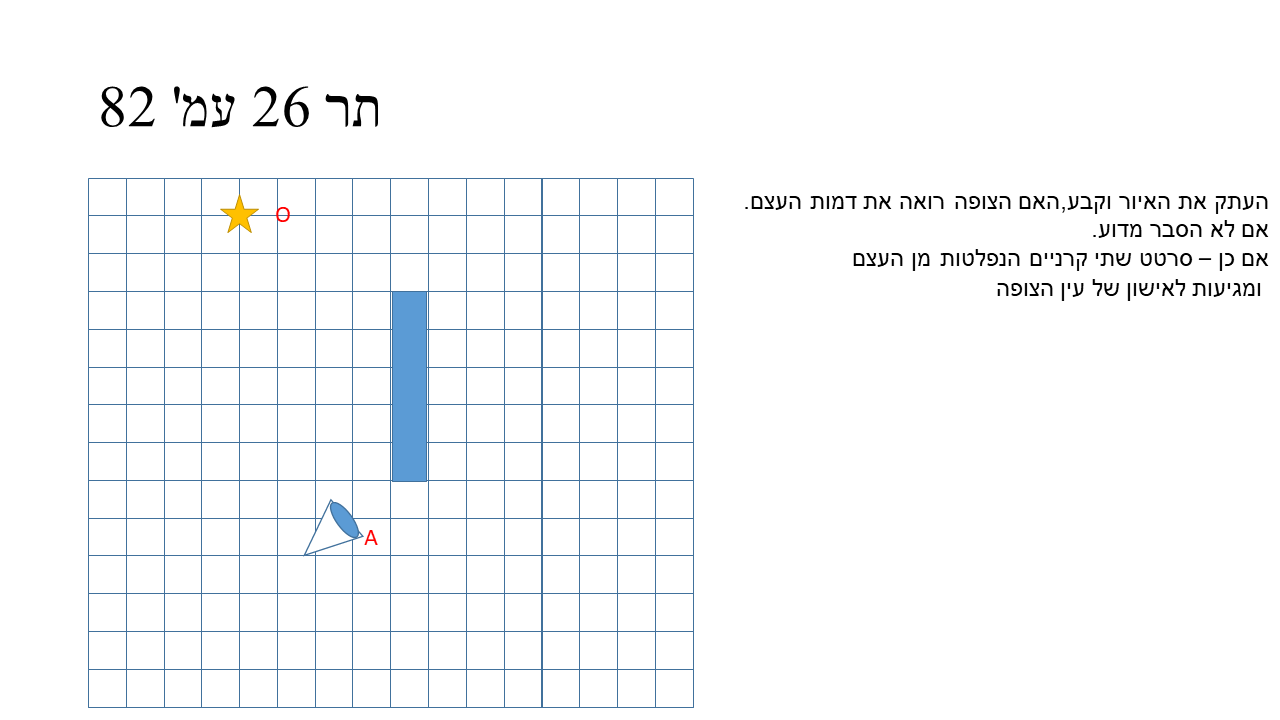 תר 26 עמ' 82
העתק את האיור וקבע,האם הצופה רואה את דמות העצם.
אם לא הסבר מדוע.
אם כן – סרטט שתי קרניים הנפלטות מן העצם
ומגיעות לאישון של עין הצופה
O
A